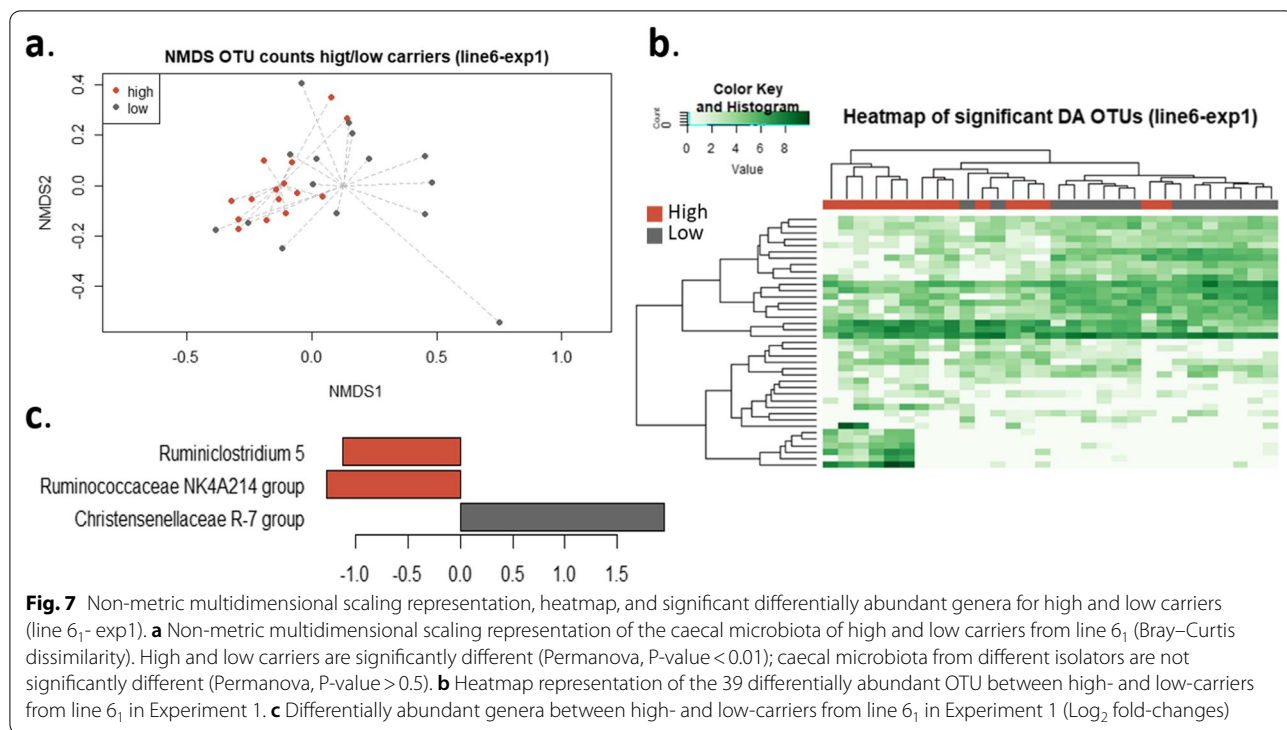 a.
NMDS OTU counts higt/low carriers (line6-exp1)
high
low
NMDS2
0.4
0.2
0.0
-0.2
-0.4
-0.5
0.0
0.5
1.0
NMDS1
b.
Color Key
and Histogram
Count
0
0 2 4 6 8
Value
Heatmap of significant DA OTUs (line6-exp1)
High
Low
c.
Ruminiclostridium 5
Ruminococcaceae NK4A214 group
Christensenellaceae R-7 group
-1.0 -0.5 0.0 0.5 1.0 1.5
Fig. 7 Non-metric multidimensional scaling representation, heatmap, and significant differentially abundant genera for high and low carriers
(line 6₁- exp1). a Non-metric multidimensional scaling representation of the caecal microbiota of high and low carriers from line 6₁ (Bray–Curtis
dissimilarity). High and low carriers are significantly different (Permanova, P-value < 0.01); caecal microbiota from different isolators are not
significantly different (Permanova, P-value > 0.5). b Heatmap representation of the 39 differentially abundant OTU between high- and low-carriers
from line 6₁ in Experiment 1. c Differentially abundant genera between high- and low-carriers from line 6₁ in Experiment 1 (Log₂ fold-changes)